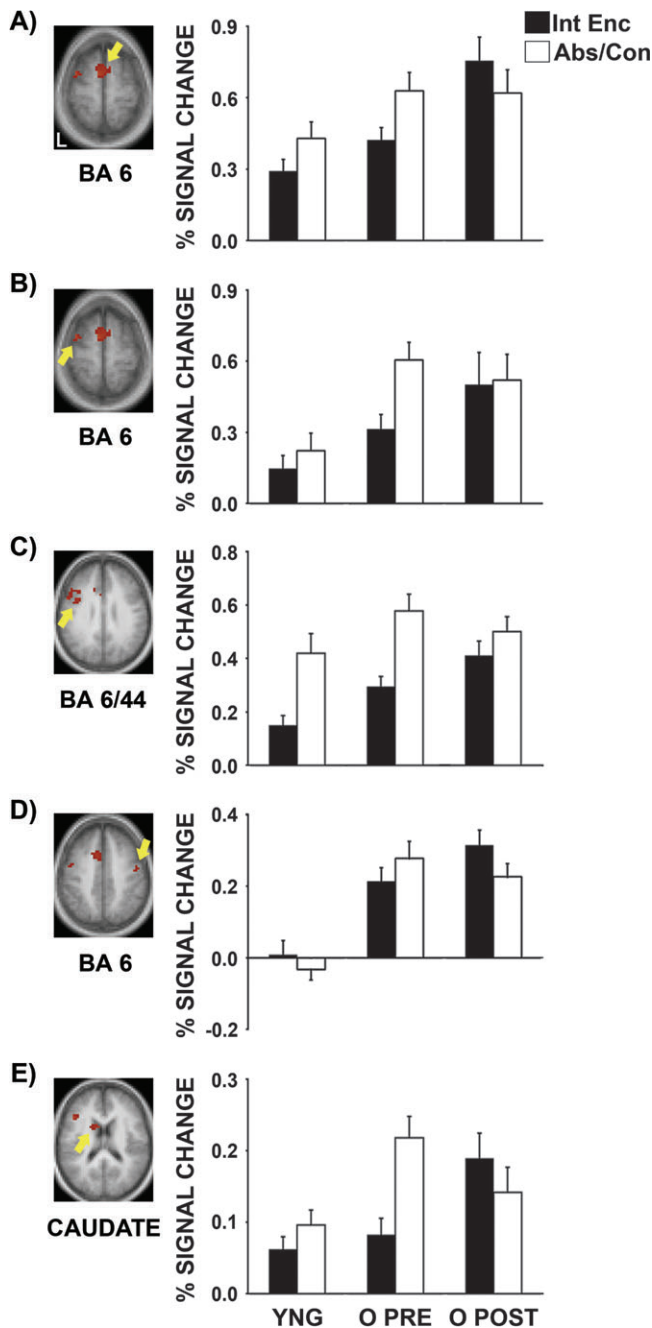 A)
L
BA 6
% SIGNAL CHANGE
0.9
0.6
0.3
0.0
Int Enc
Abs/Con
B)
BA 6
% SIGNAL CHANGE
0.9
0.6
0.3
0.0
C)
BA 6/44
% SIGNAL CHANGE
0.8
0.6
0.4
0.2
0.0
D)
BA 6
% SIGNAL CHANGE
0.4
0.2
0.0
-0.2
E)
CAUDATE
% SIGNAL CHANGE
0.3
0.2
0.1
0.0
YNG O PRE O POST